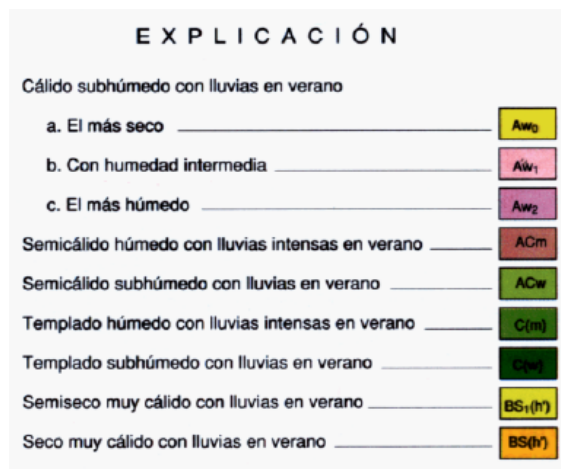 EXPLICACIÓN
Cálido subhúmedo con lluvias en verano
a. El más seco Aw₀
b. Con humedad intermedia Aw₁
c. El más húmedo Aw₂
Semicálido húmedo con lluvias intensas en verano ACm
Semicálido subhúmedo con lluvias en verano ACw
Templado húmedo con lluvias intensas en verano C(m)
Templado subhúmedo con lluvias en verano C(w)
Semiseco muy cálido con lluvias en verano BS₁(h')
Seco muy cálido con lluvias en verano BS(h')